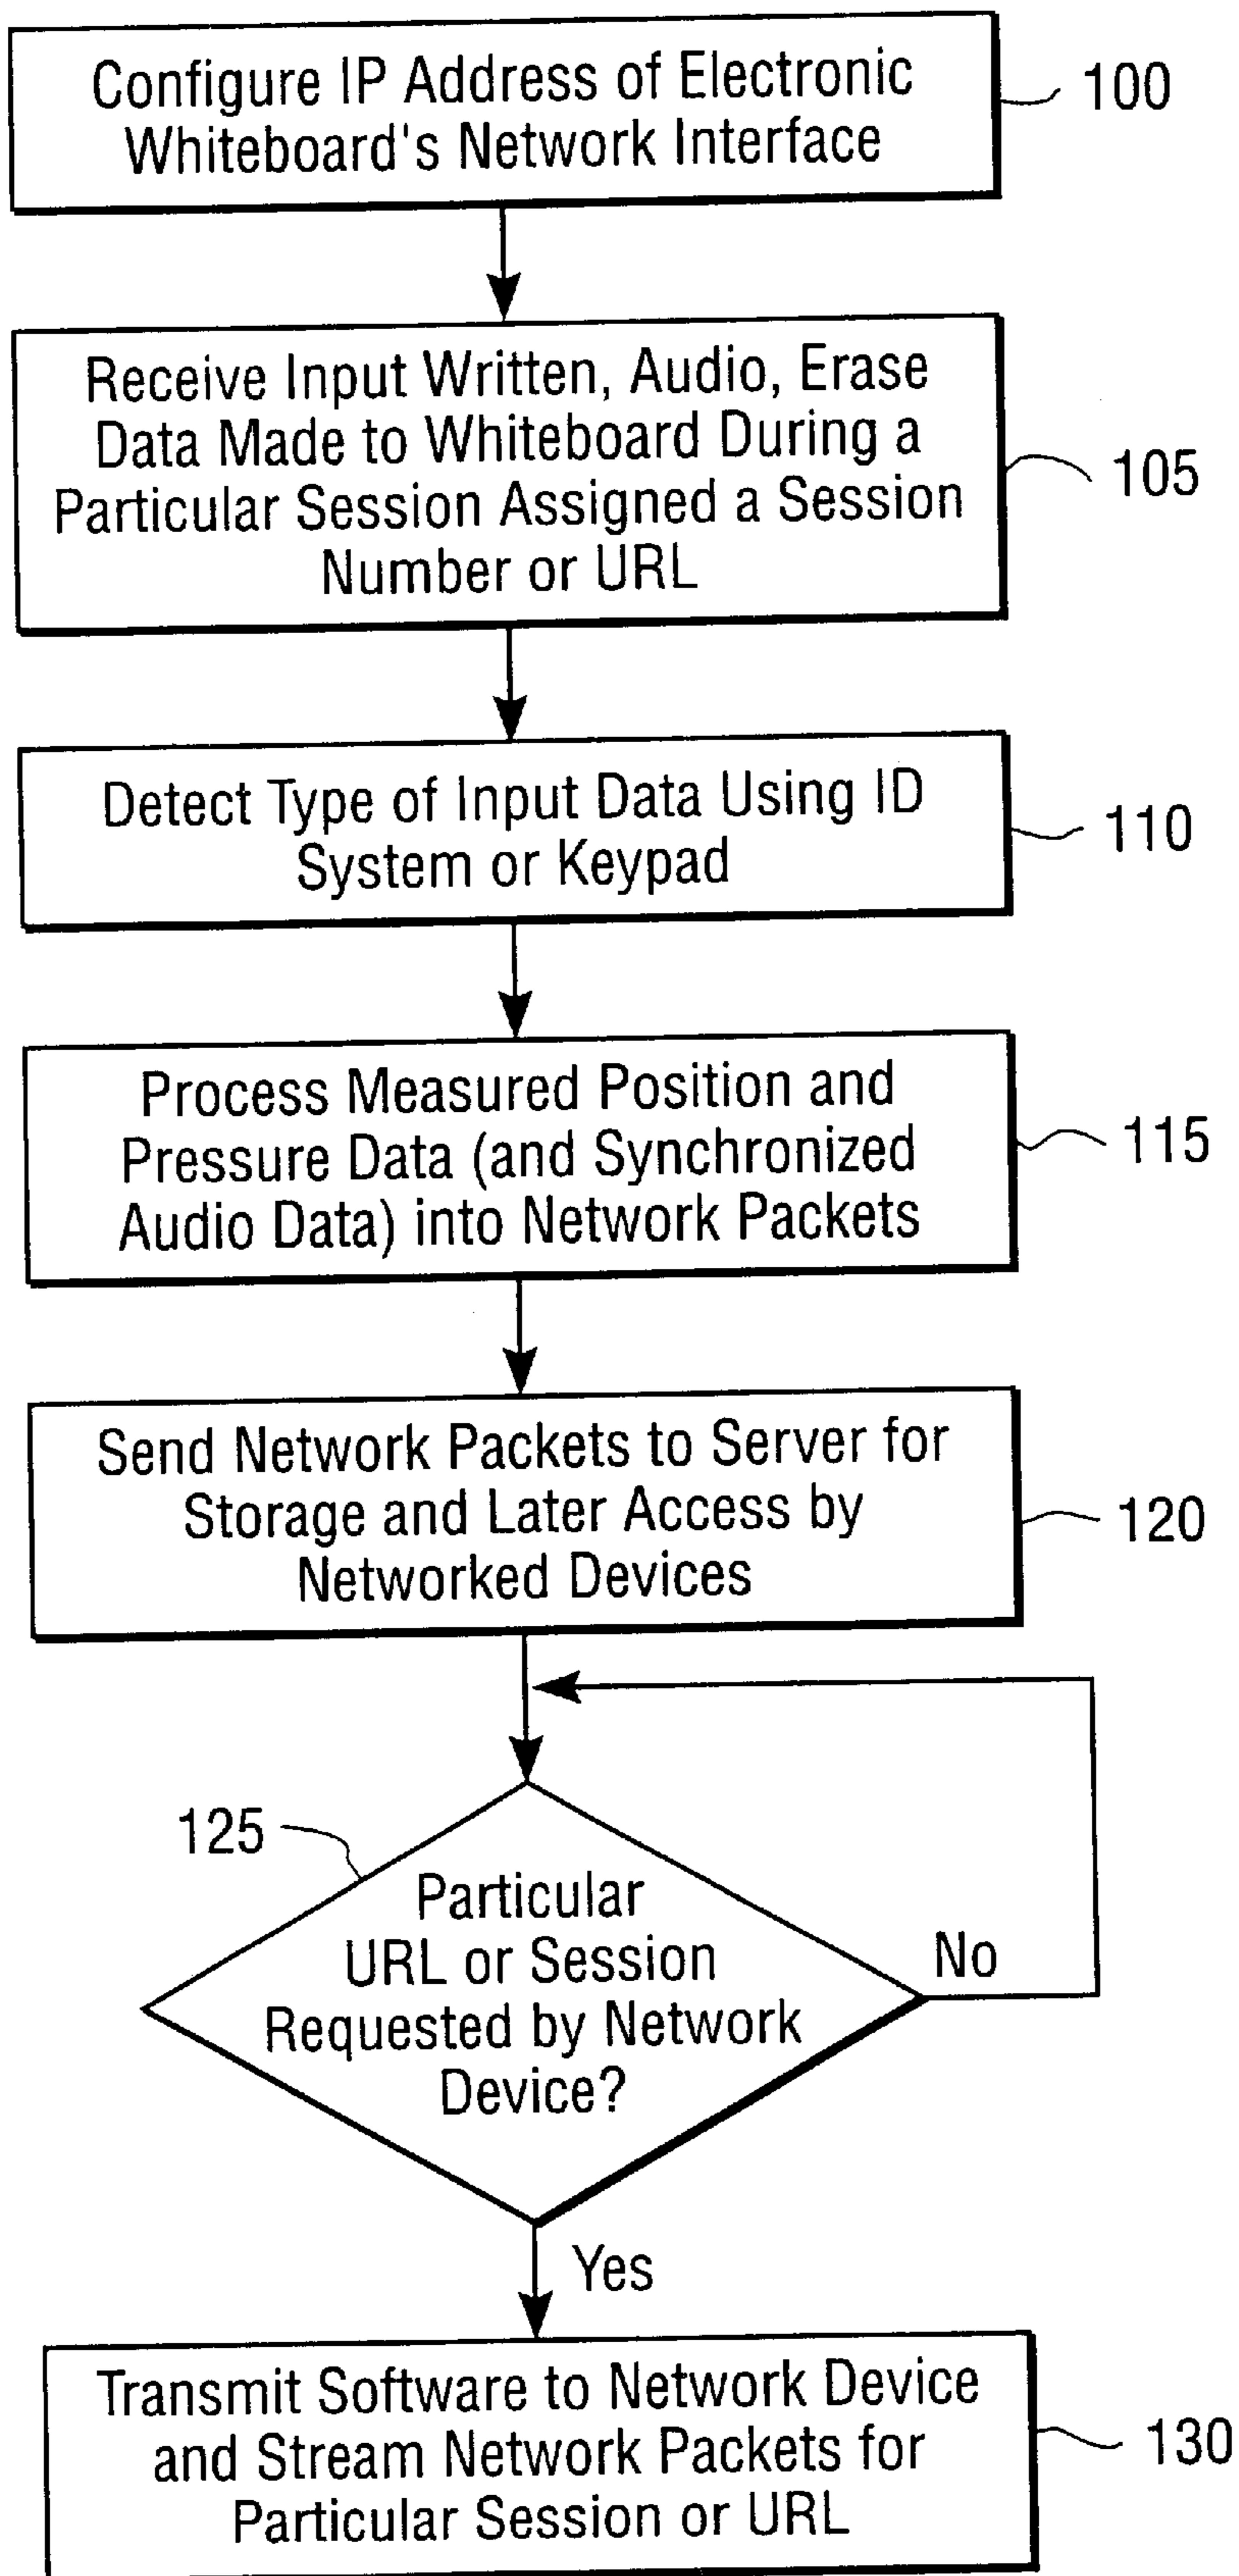 Configure IP Address of Electronic
Whiteboard's Network Interface
100
Receive Input Written, Audio, Erase
Data Made to Whiteboard During a
Particular Session Assigned a Session
Number or URL
105
Detect Type of Input Data Using ID
System or Keypad
110
Process Measured Position and
Pressure Data (and Synchronized
Audio Data) into Network Packets
115
Send Network Packets to Server for
Storage and Later Access by
Networked Devices
120
125
Particular
URL or Session
Requested by Network
Device?
No
Yes
Transmit Software to Network Device
and Stream Network Packets for
Particular Session or URL
130